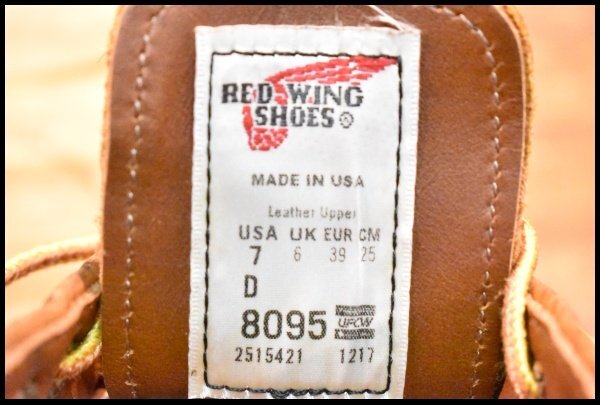 RED WING
SHOES®
MADE IN USA
Leather Upper
USA UK EUR CM
7 6 39 25
D
8095 UFCW
2515421 1217